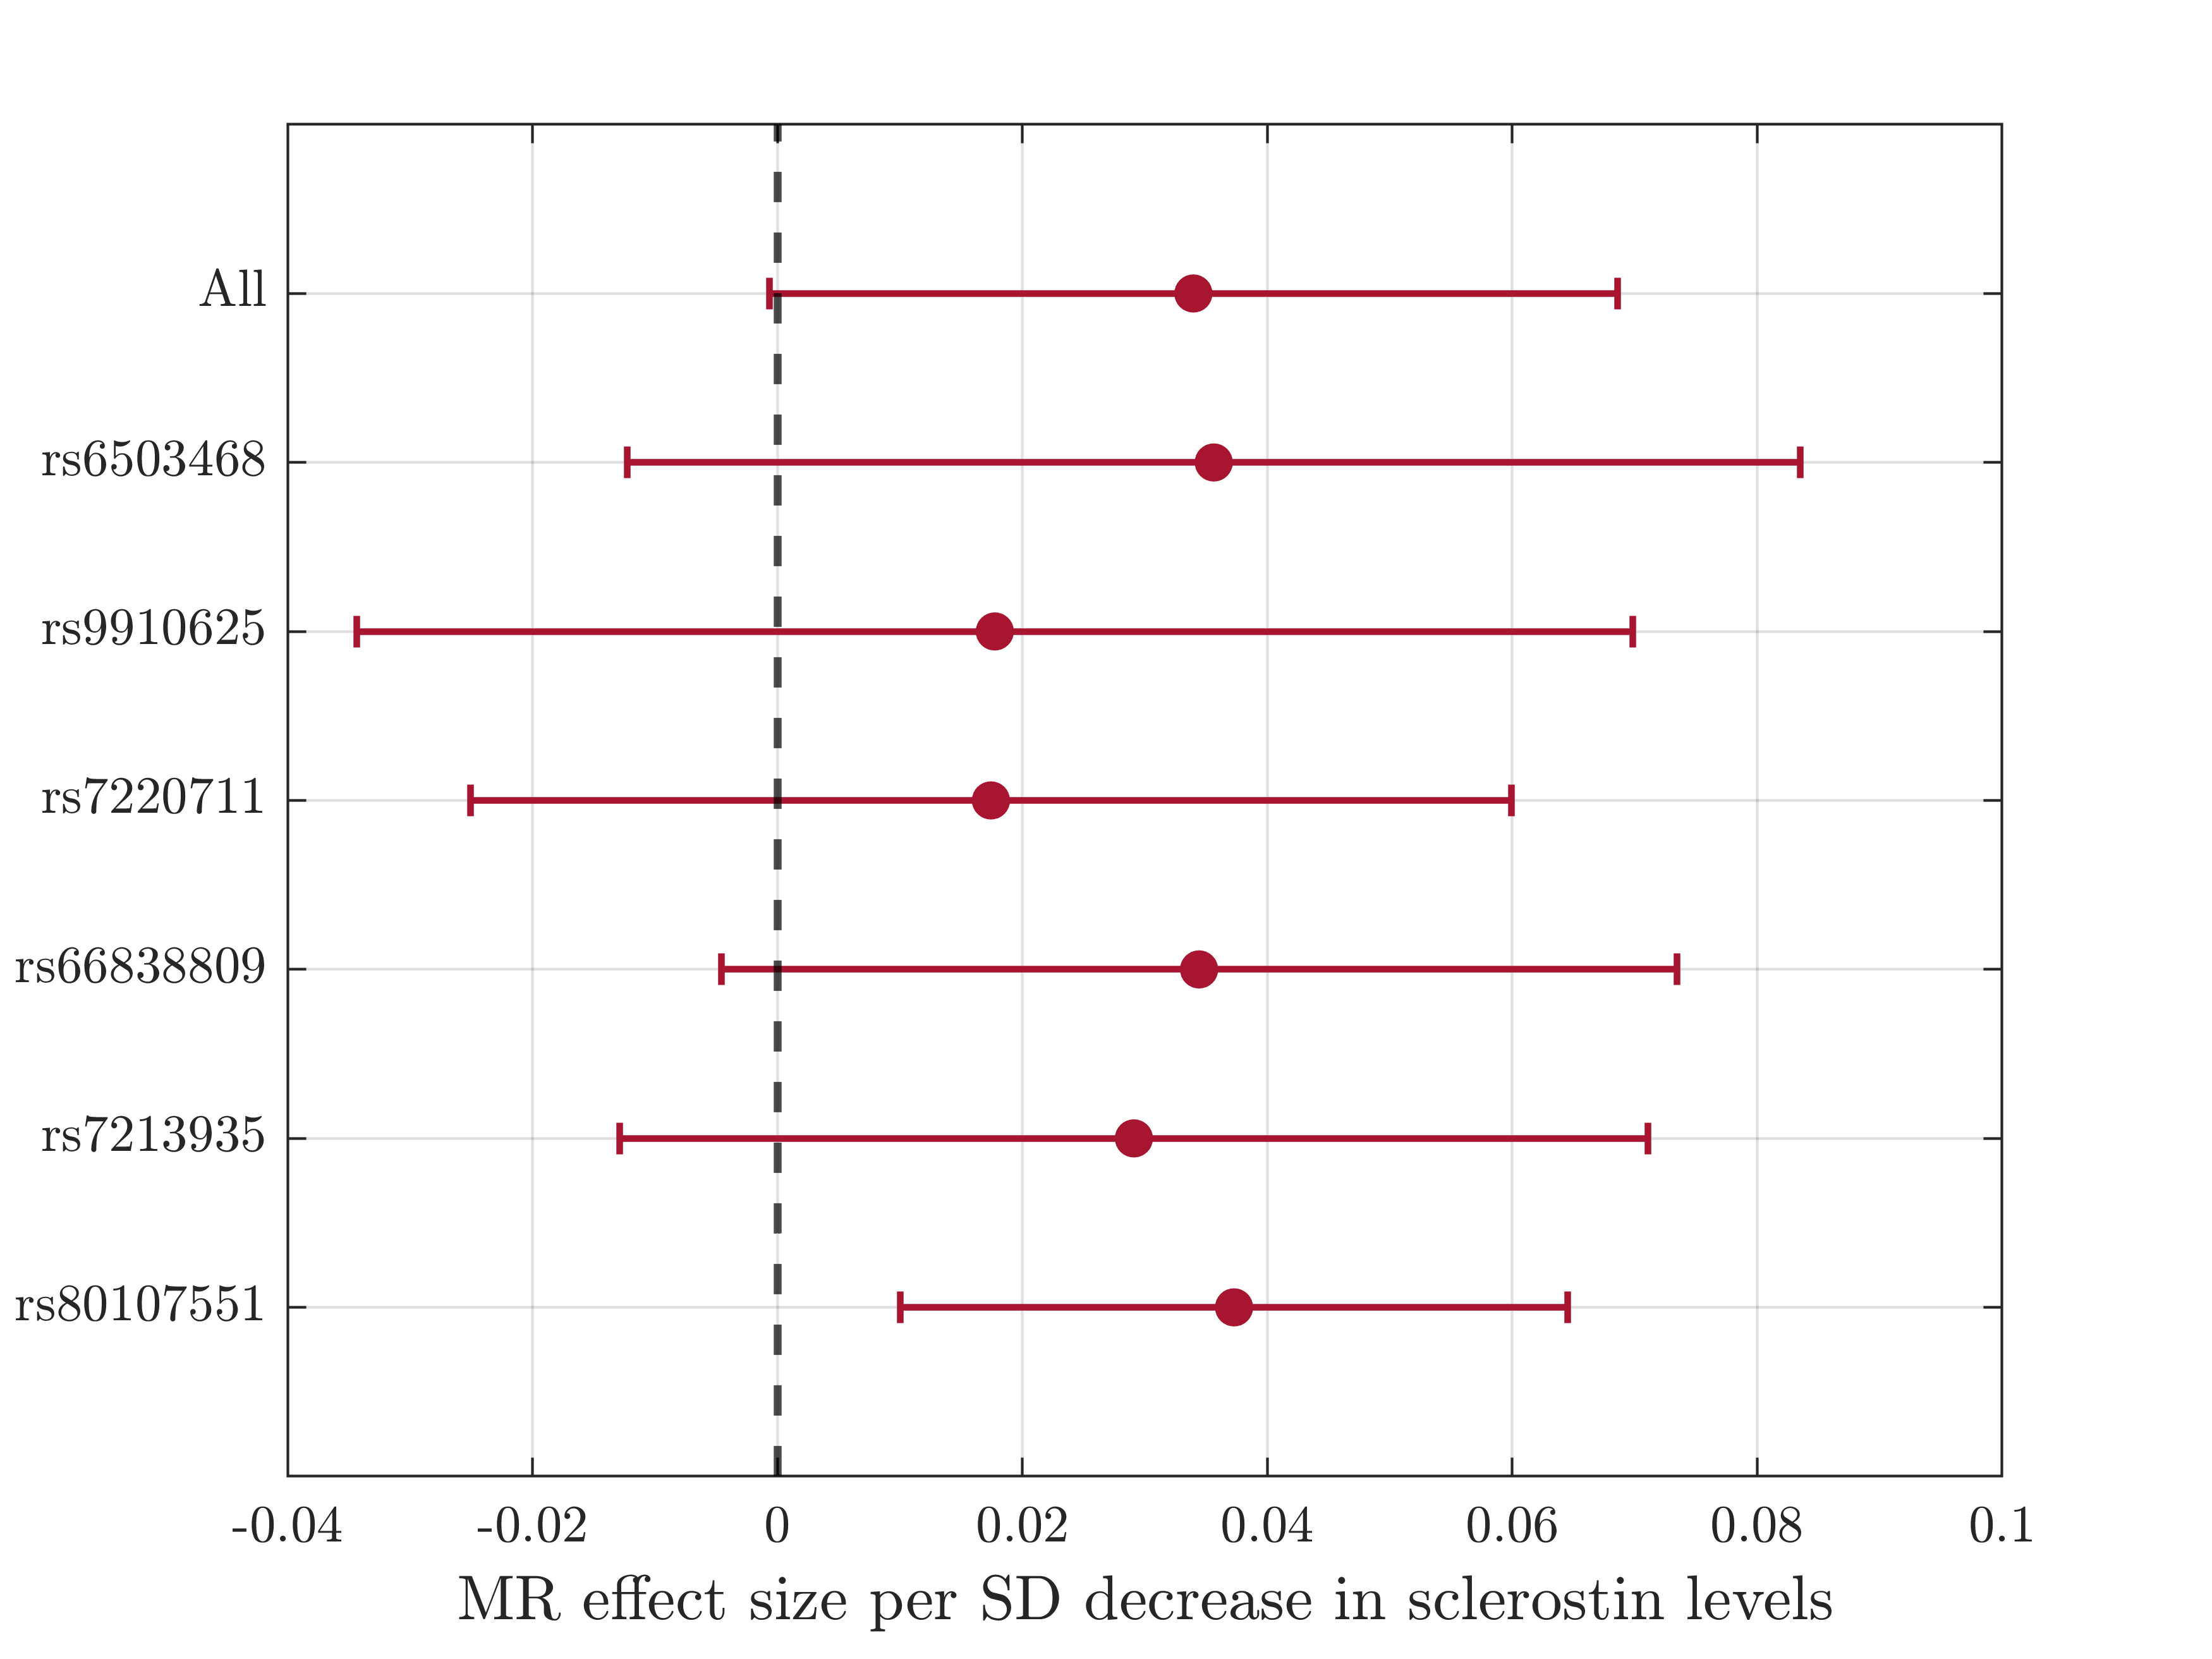 All
rs6503468
rs9910625
rs7220711
rs66838809
rs7213935
rs80107551
-0.04 -0.02 0 0.02 0.04 0.06 0.08 0.1
MR effect size per SD decrease in sclerostin levels